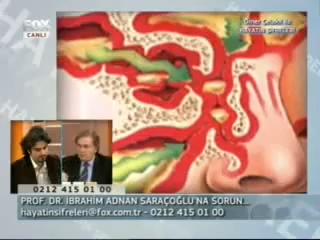 FOX
CANLI
Ömer Çelakıl ile
HAYATIN ŞİFRELERİ
0212 415 01 00
PROF. DR. İBRAHİM ADNAN SARAÇOĞLU'NA SORUN...
hayatinsifreleri@fox.com.tr - 0212 415 01 00